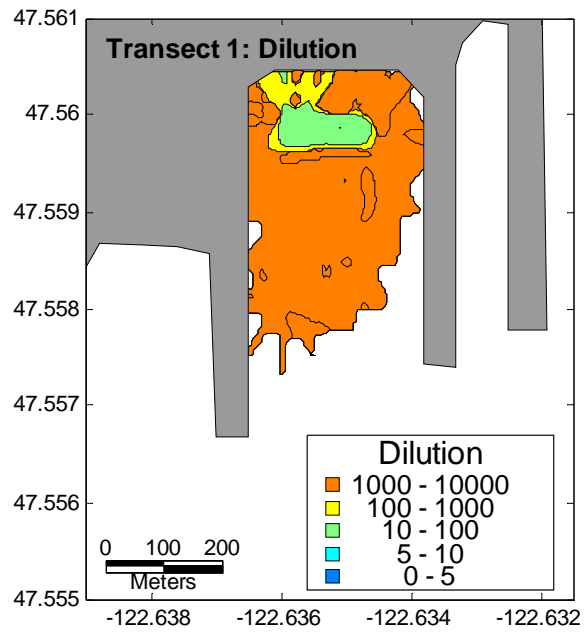 47.561
Transect 1: Dilution
47.56
47.559
47.558
47.557
47.556
47.555
Dilution
1000 - 10000
100 - 1000
10 - 100
5 - 10
0 - 5
0 100 200
Meters
-122.638 -122.636 -122.634 -122.632